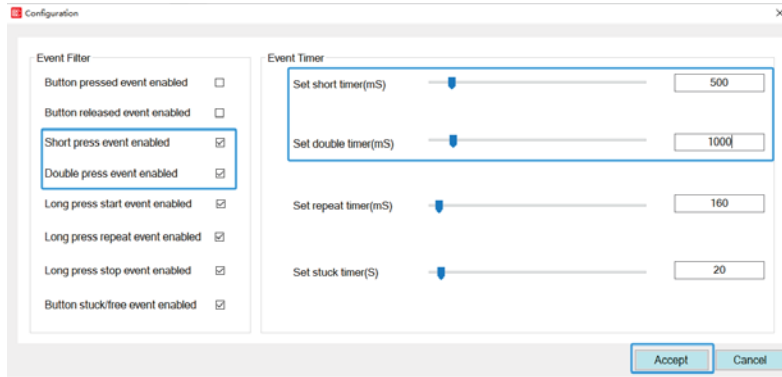 Configuration
Event Filter
Button pressed event enabled
Button released event enabled
Short press event enabled
Double press event enabled
Long press start event enabled
Long press repeat event enabled
Long press stop event enabled
Button stuck/free event enabled
Event Timer
Set short timer(mS) 500
Set double timer(mS) 1000
Set repeat timer(mS) 160
Set stuck timer(S) 20
Accept Cancel